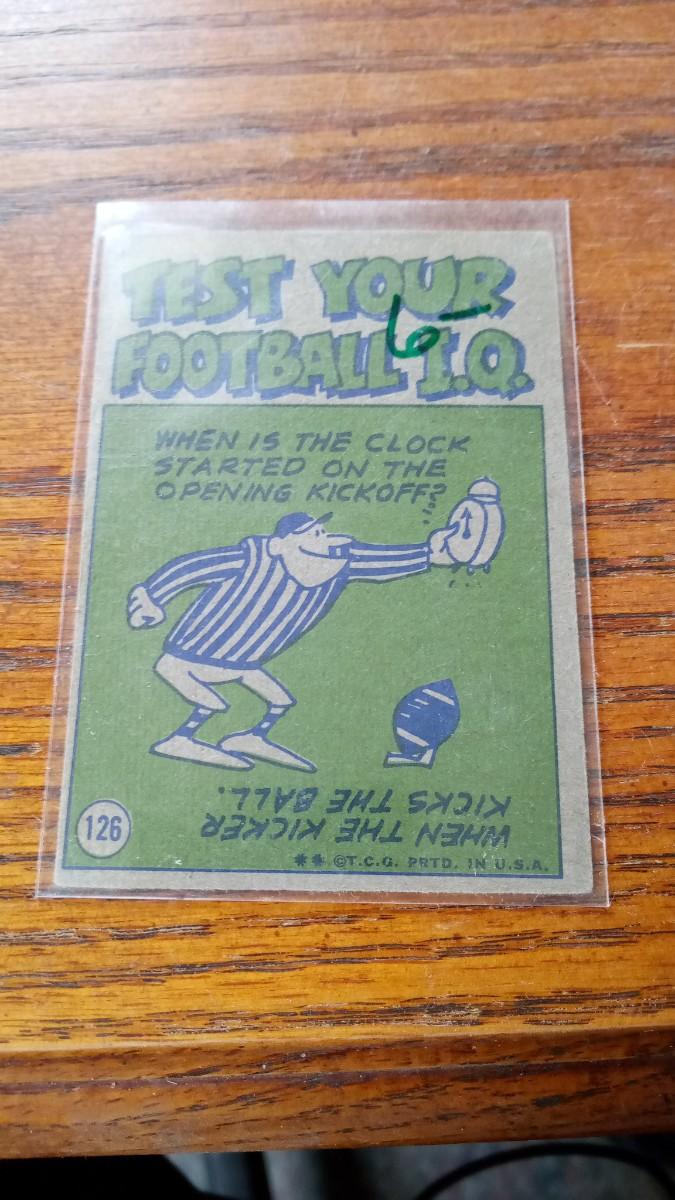 TEST YOUR
FOOTBALL I.Q.
6-
WHEN IS THE CLOCK
STARTED ON THE
OPENING KICKOFF?
WHEN THE KICKER
KICKS THE BALL.
126
** ©T.C.G. PRTD. IN U.S.A.